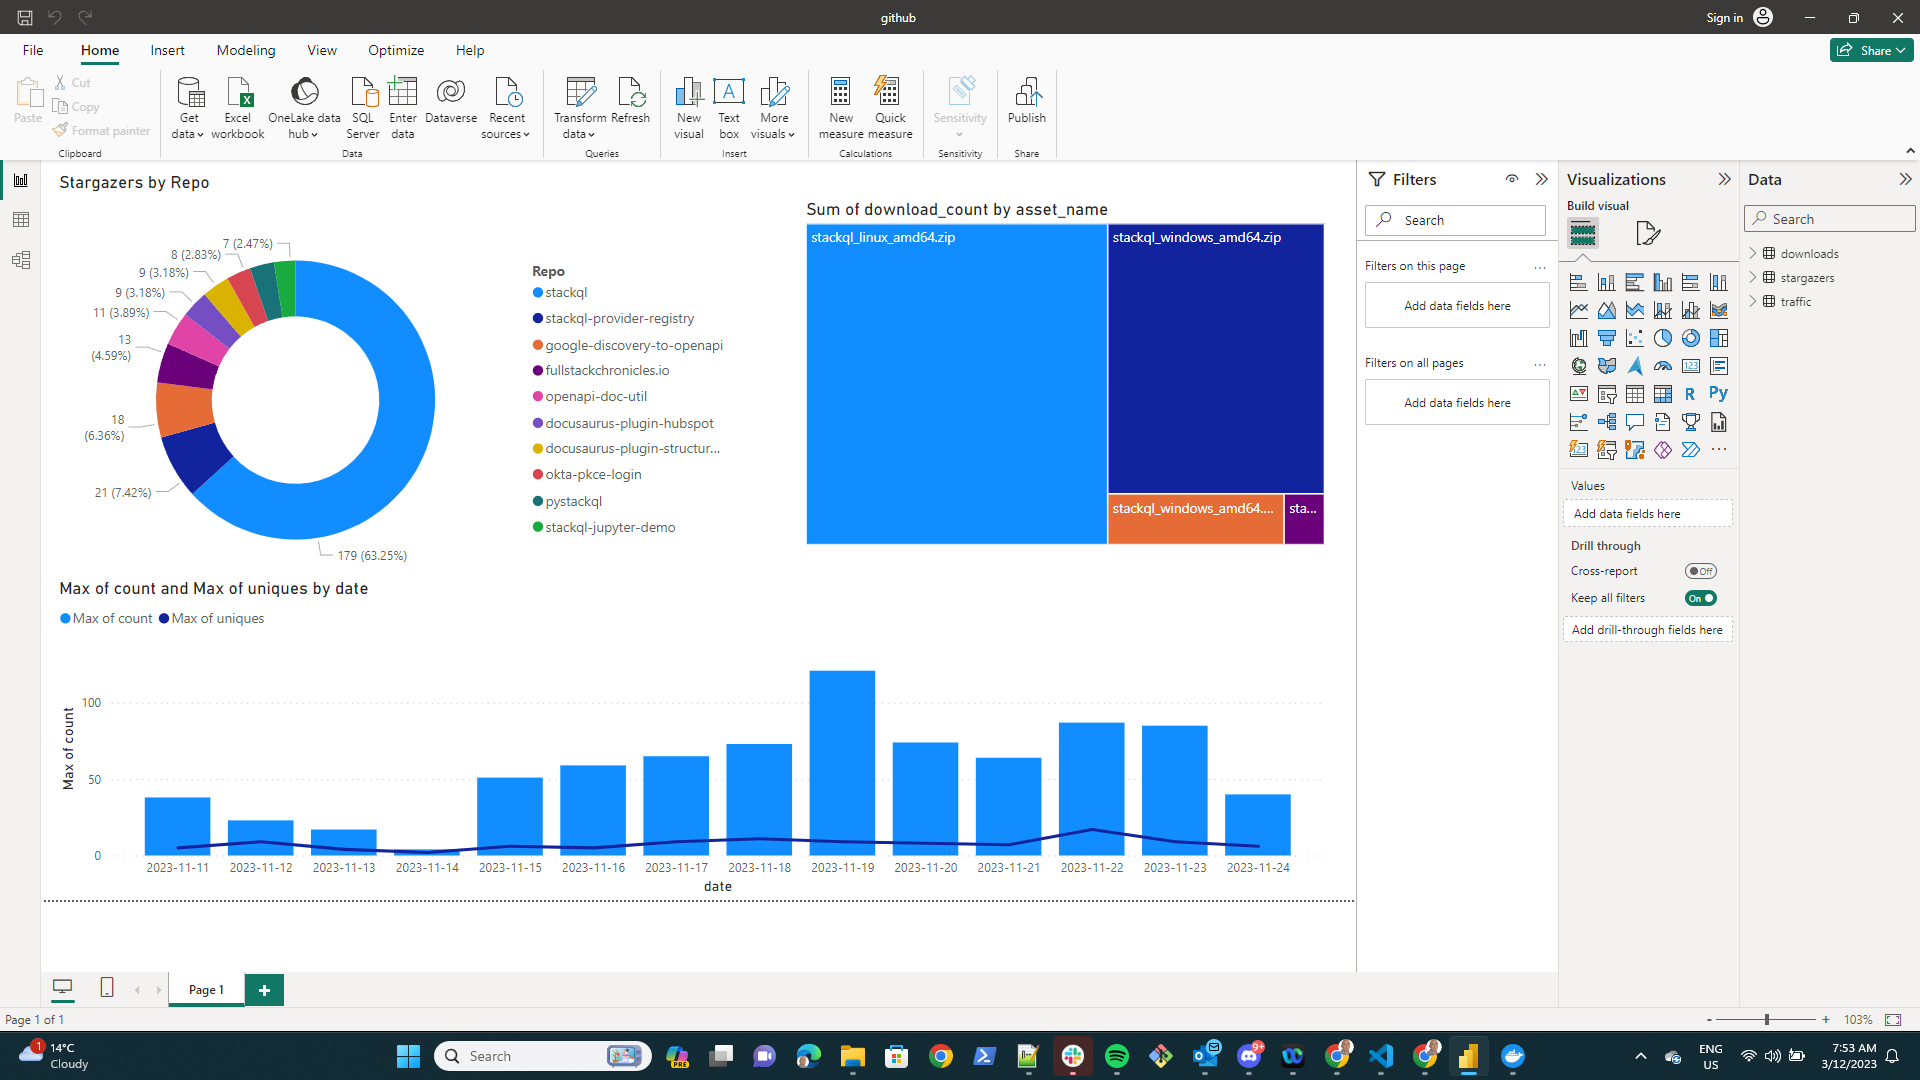 github
Sign in
File
Home
Insert
Modeling
View
Optimize
Help
Share
Paste
Cut
Copy
Format painter
Clipboard
Get data
Excel workbook
OneLake data hub
SQL Server
Enter data
Dataverse
Recent sources
Data
Transform data
Refresh
Queries
New visual
Text box
More visuals
Insert
New measure
Quick measure
Calculations
Sensitivity
Sensitivity
Publish
Share
Stargazers by Repo
7 (2.47%)
8 (2.83%)
9 (3.18%)
9 (3.18%)
11 (3.89%)
13
(4.59%)
18
(6.36%)
21 (7.42%)
179 (63.25%)
Repo
stackql
stackql-provider-registry
google-discovery-to-openapi
fullstackchronicles.io
openapi-doc-util
docusaurus-plugin-hubspot
docusaurus-plugin-structur...
okta-pkce-login
pystackql
stackql-jupyter-demo
Sum of download_count by asset_name
stackql_linux_amd64.zip
stackql_windows_amd64.zip
stackql_windows_amd64....
sta...
Max of count and Max of uniques by date
Max of count
Max of uniques
Max of count
100
50
0
2023-11-11
2023-11-12
2023-11-13
2023-11-14
2023-11-15
2023-11-16
2023-11-17
2023-11-18
2023-11-19
2023-11-20
2023-11-21
2023-11-22
2023-11-23
2023-11-24
date
Filters
Search
Filters on this page
...
Add data fields here
Filters on all pages
...
Add data fields here
Visualizations
Build visual
123
R
Py
123
...
Values
Add data fields here
Drill through
Cross-report
Off
Keep all filters
On
Add drill-through fields here
Data
Search
downloads
stargazers
traffic
Page 1
+
Page 1 of 1
-
+
103%
1
14°C
Cloudy
Search
PRE
9+
ENG
US
7:53 AM
3/12/2023